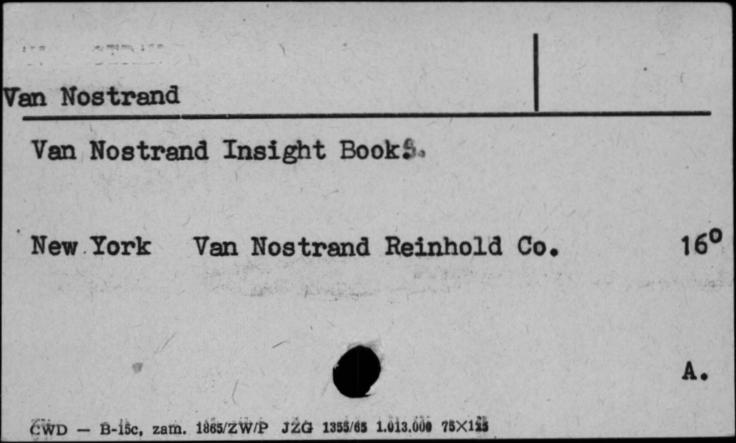 Van Nostrand
Van Nostrand Insight Books.
New York Van Nostrand Reinhold Co. 16°
A.
CWD — B-15c, zam. 1865/ZW/P JZG 1355/65 1.013.000 75X125